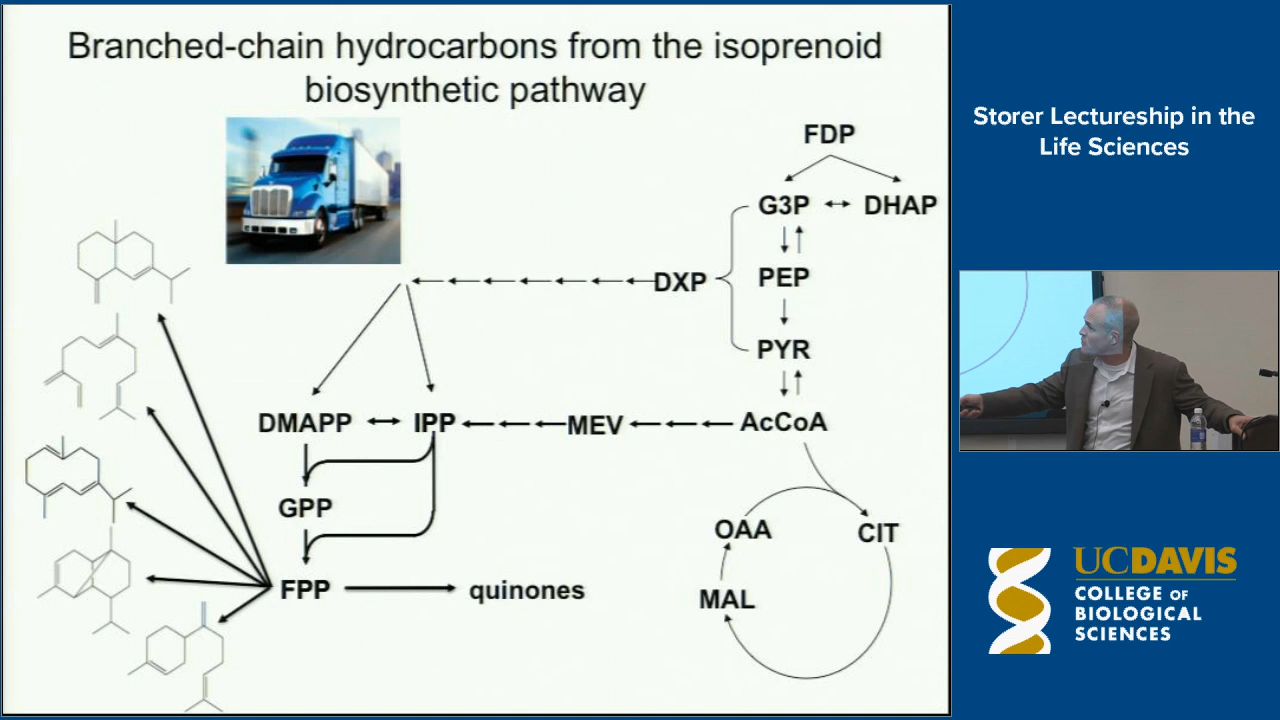 Branched-chain hydrocarbons from the isoprenoid
biosynthetic pathway
FDP
G3P
DHAP
DXP
PEP
PYR
DMAPP
IPP
MEV
AcCoA
GPP
OAA
CIT
FPP
quinones
MAL
Storer Lectureship in the
Life Sciences
UCDAVIS
COLLEGE OF
BIOLOGICAL
SCIENCES